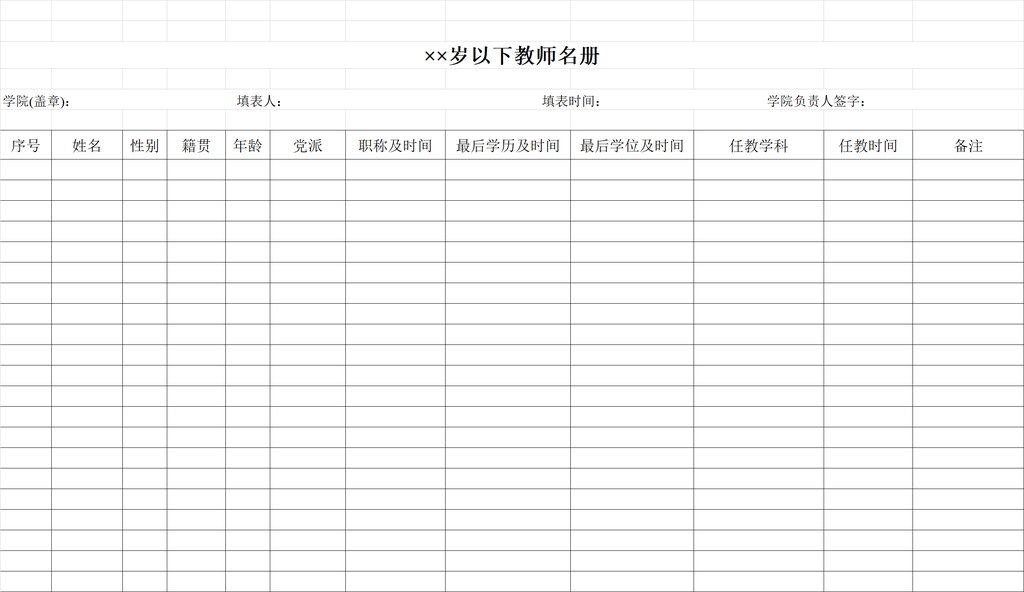 ××岁以下教师名册
学院(盖章): 填表人: 填表时间: 学院负责人签字:
序号 姓名 性别 籍贯 年龄 党派 职称及时间 最后学历及时间 最后学位及时间 任教学科 任教时间 备注